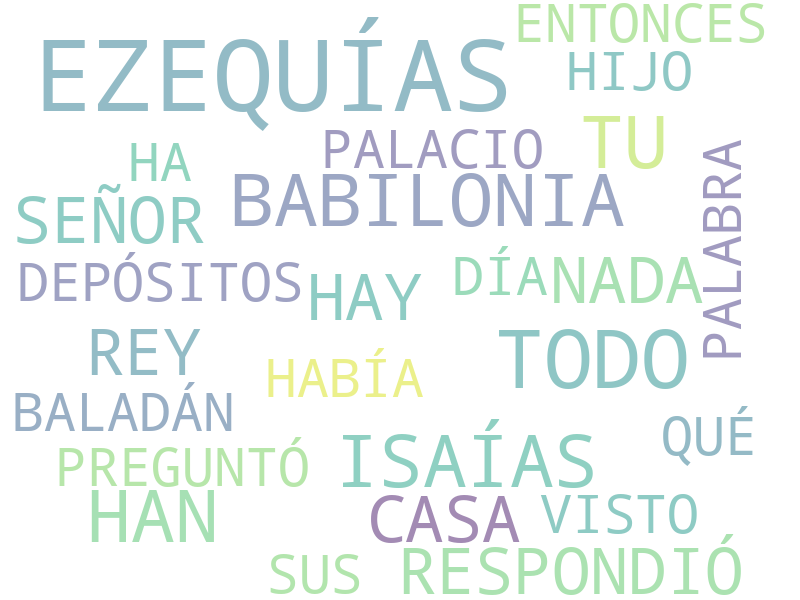 ENTONCES
EZEQUÍAS
HIJO
TU
PALACIO
HA
PALABRA
BABILONIA
SEÑOR
DÍA
NADA
DEPÓSITOS
HAY
REY
TODO
HABÍA
BALADÁN
QUÉ
ISAÍAS
PREGUNTÓ
HAN
CASA
VISTO
RESPONDIÓ
SUS